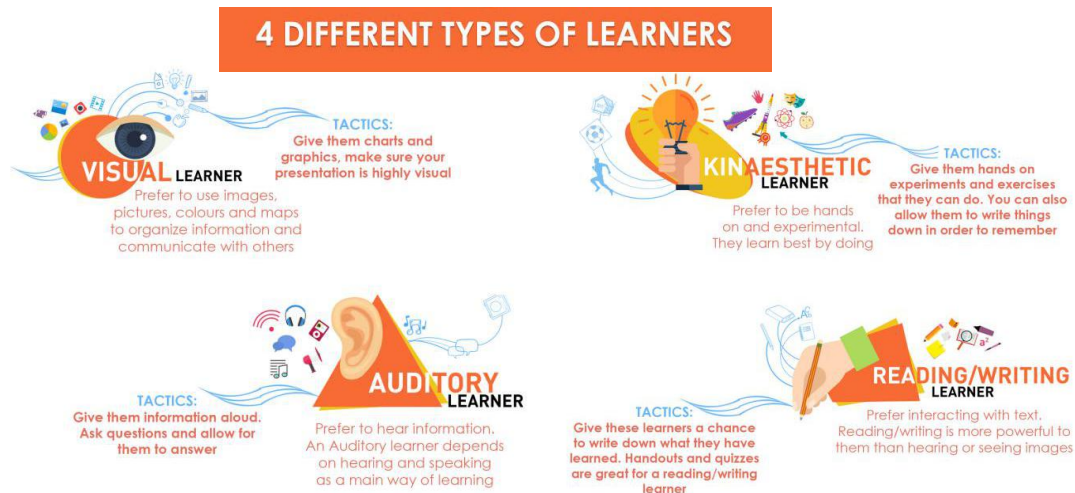 4 DIFFERENT TYPES OF LEARNERS
VISUAL LEARNER
Prefer to use images,
pictures, colours and maps
to organize information and
communicate with others
TACTICS:
Give them charts and
graphics, make sure your
presentation is highly visual
KINAESTHETIC
LEARNER
Prefer to be hands
on and experimental.
They learn best by doing
TACTICS:
Give them hands on
experiments and exercises
that they can do. You can also
allow them to write things
down in order to remember
AUDITORY
LEARNER
Prefer to hear information.
An Auditory learner depends
on hearing and speaking
as a main way of learning
TACTICS:
Give them information aloud.
Ask questions and allow for
them to answer
READING/WRITING
LEARNER
a²
Prefer interacting with text.
Reading/writing is more powerful to
them than hearing or seeing images
TACTICS:
Give these learners a chance
to write down what they have
learned. Handouts and quizzes
are great for a reading/writing
learner